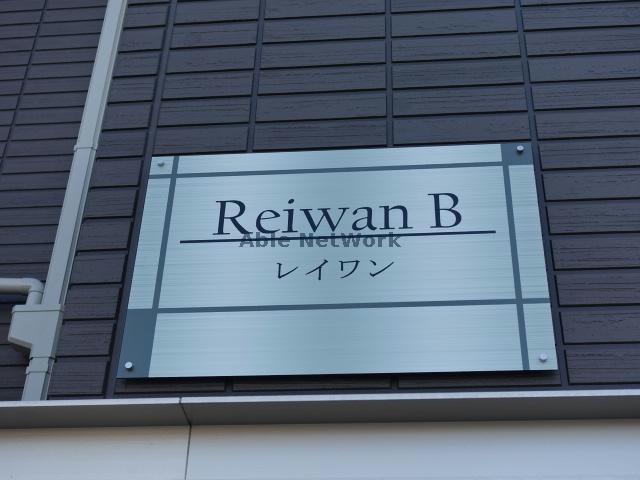 Reiwan B
Able NetWork
レイワン